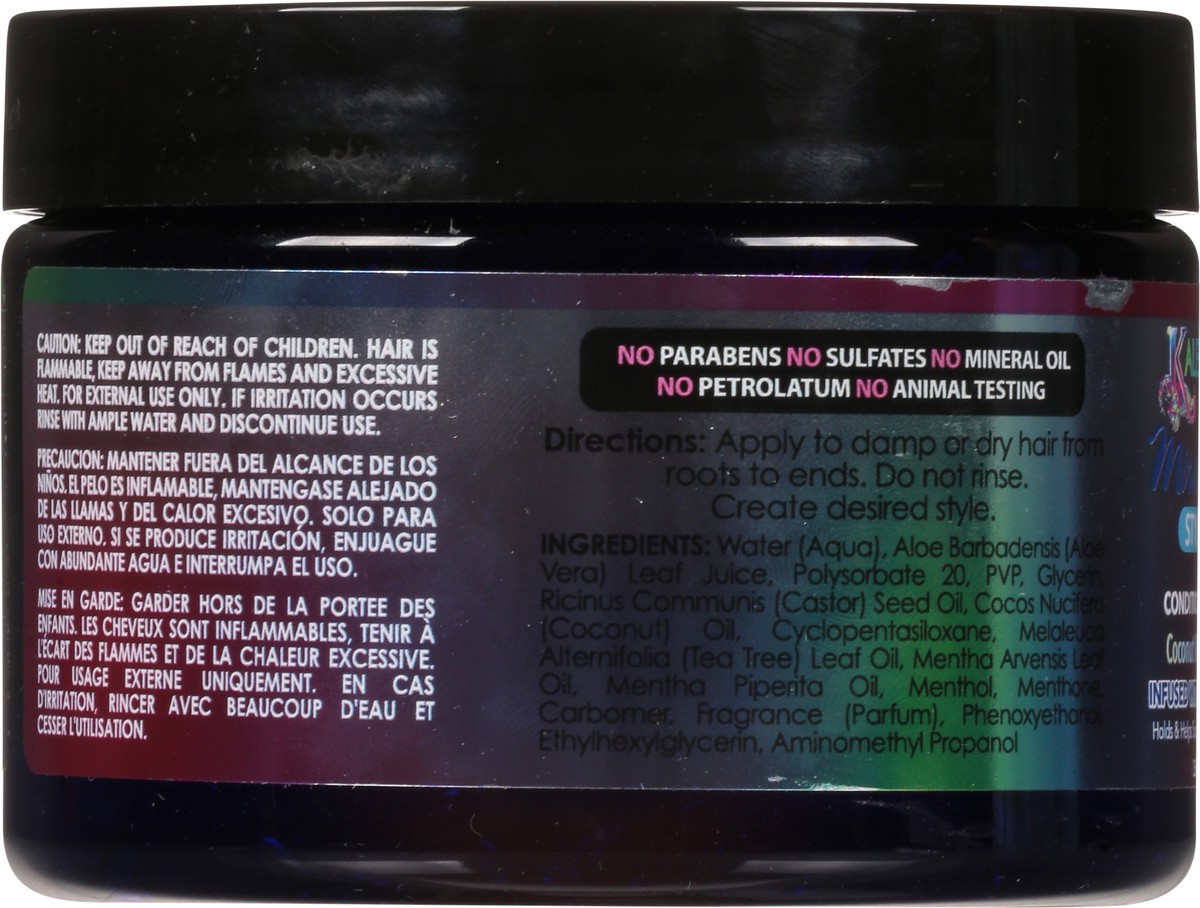 CAUTION: KEEP OUT OF REACH OF CHILDREN. HAIR IS
FLAMMABLE, KEEP AWAY FROM FLAMES AND EXCESSIVE
HEAT. FOR EXTERNAL USE ONLY. IF IRRITATION OCCURS
RINSE WITH AMPLE WATER AND DISCONTINUE USE.
PRECAUCION: MANTENER FUERA DEL ALCANCE DE LOS
NIÑOS. EL PELO ES INFLAMABLE, MANTENGASE ALEJADO
DE LAS LLAMAS Y DEL CALOR EXCESIVO. SOLO PARA
USO EXTERNO. SI SE PRODUCE IRRITACIÓN, ENJUAGUE
CON ABUNDANTE AGUA E INTERRUMPA EL USO.
MISE EN GARDE: GARDER HORS DE LA PORTEE DES
ENFANTS. LES CHEVEUX SONT INFLAMMABLES, TENIR À
L'ÉCART DES FLAMMES ET DE LA CHALEUR EXCESSIVE.
POUR USAGE EXTERNE UNIQUEMENT. EN CAS
D'IRRITATION, RINCER AVEC BEAUCOUP D'EAU ET
CESSER L'UTILISATION.
NO PARABENS NO SULFATES NO MINERAL OIL
NO PETROLATUM NO ANIMAL TESTING
Directions: Apply to damp or dry hair from
roots to ends. Do not rinse.
Create desired style.
INGREDIENTS: Water (Aqua), Aloe Barbadensis (Aloe
Vera) Leaf Juice, Polysorbate 20, PVP, Glycerin,
Ricinus Communis (Castor) Seed Oil, Cocos Nucifera
(Coconut) Oil, Cyclopentasiloxane, Melaleuca
Alternifolia (Tea Tree) Leaf Oil, Mentha Arvensis Leaf
Oil, Mentha Piperita Oil, Menthol, Menthone,
Carbomer, Fragrance (Parfum), Phenoxyethanol,
Ethylhexylglycerin, Aminomethyl Propanol
INFUSED
Holds &